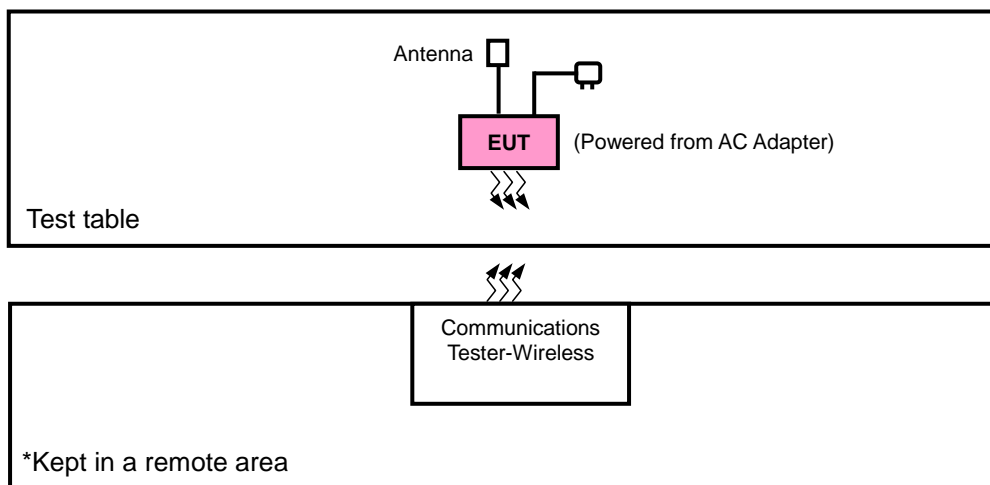 Antenna
EUT
(Powered from AC Adapter)
Test table
Communications
Tester-Wireless
*Kept in a remote area